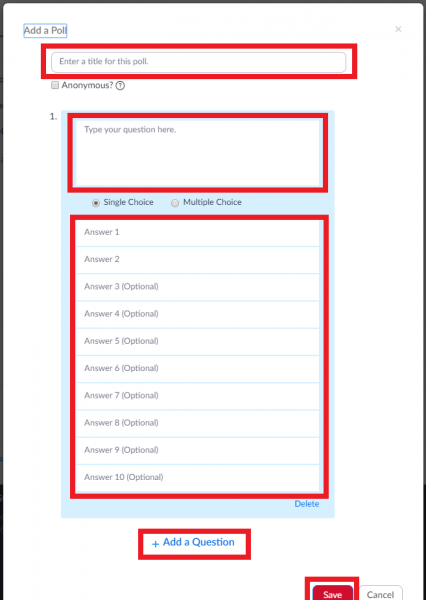 Add a Poll ×
Enter a title for this poll.
Anonymous? ?
1.
Type your question here.
Single Choice Multiple Choice
Answer 1
Answer 2
Answer 3 (Optional)
Answer 4 (Optional)
Answer 5 (Optional)
Answer 6 (Optional)
Answer 7 (Optional)
Answer 8 (Optional)
Answer 9 (Optional)
Answer 10 (Optional)
Delete
+ Add a Question
Save Cancel